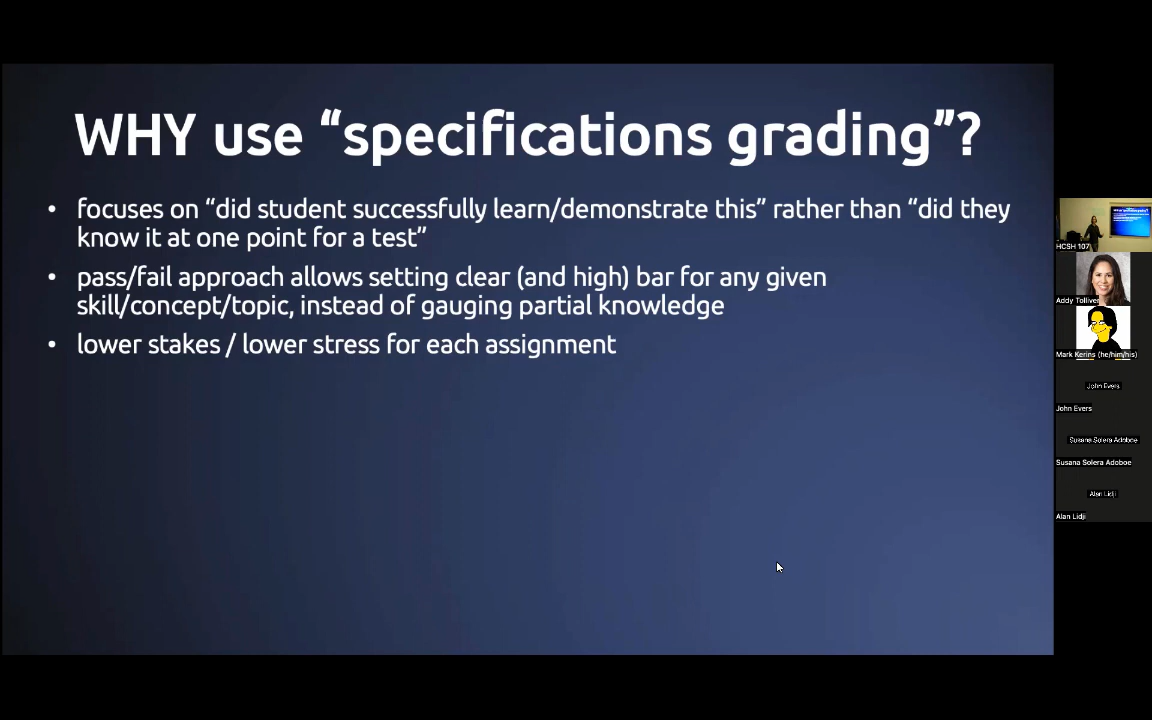 WHY use “specifications grading”?
• focuses on “did student successfully learn/demonstrate this” rather than “did they
know it at one point for a test”
• pass/fail approach allows setting clear (and high) bar for any given
skill/concept/topic, instead of gauging partial knowledge
• lower stakes / lower stress for each assignment
HCSH 107
Addy Tolliver
Mark Kerins (he/him/his)
John Evers
John Evers
Susana Solera Adoboe
Susana Solera Adoboe
Alan Lidji
Alan Lidji